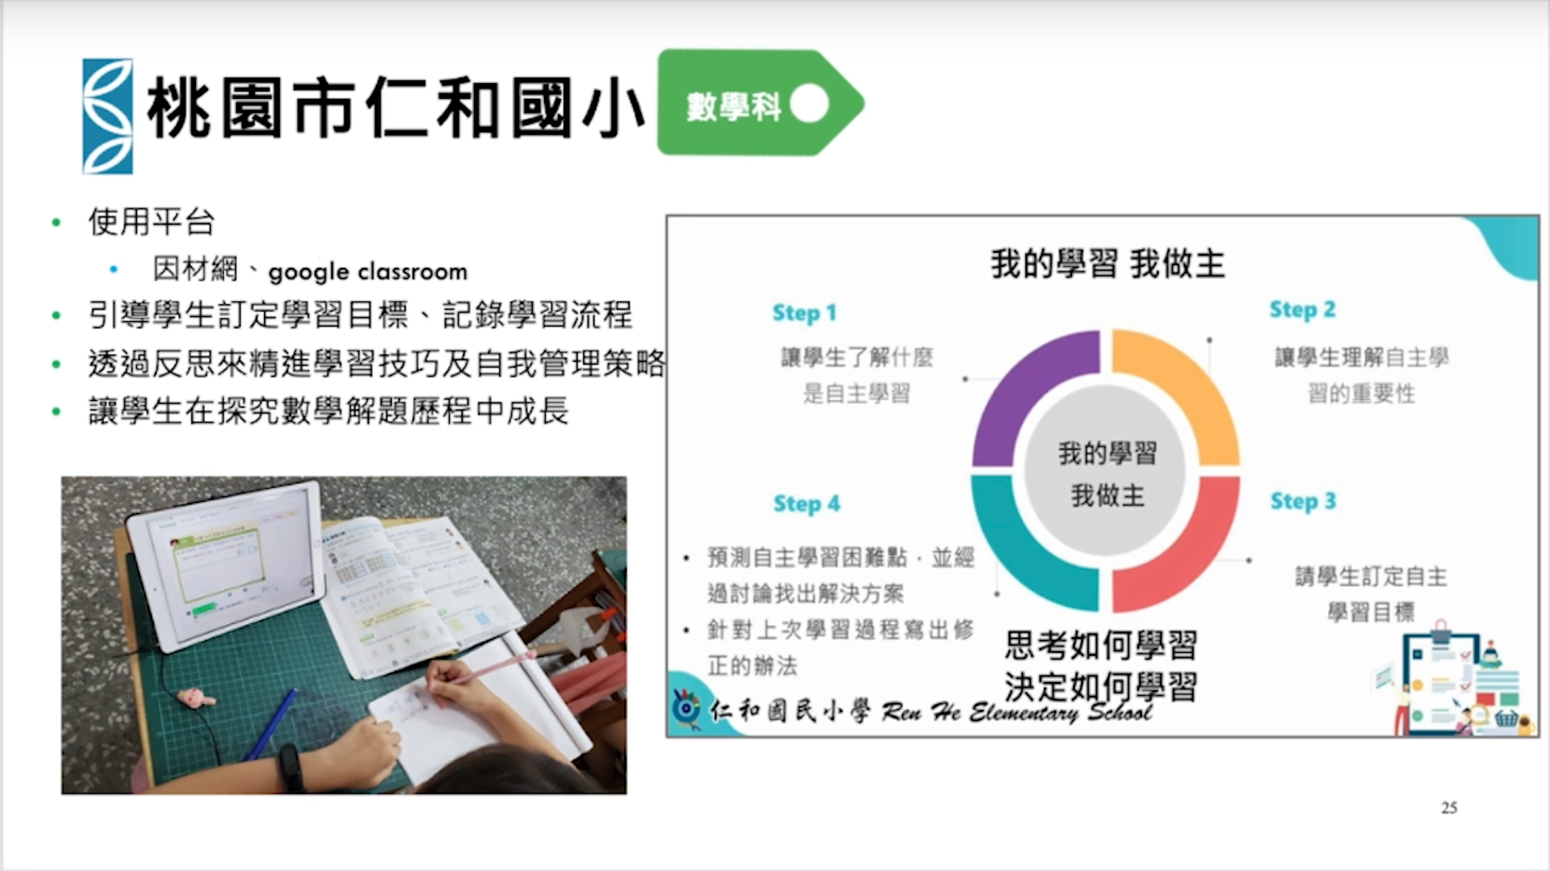 桃園市仁和國小
數學科
使用平台
因材網、google classroom
引導學生訂定學習目標、記錄學習流程
透過反思來精進學習技巧及自我管理策略
讓學生在探究數學解題歷程中成長
我的學習 我做主
Step 1
讓學生了解什麼
是自主學習
Step 2
讓學生理解自主學
習的重要性
我的學習
我做主
Step 4
預測自主學習困難點，並經
過討論找出解決方案
針對上次學習過程寫出修
正的辦法
Step 3
請學生訂定自主
學習目標
思考如何學習
決定如何學習
仁和國民小學 Ren He Elementary School
25